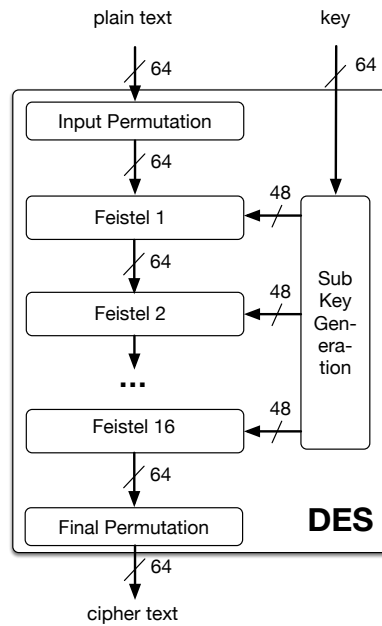 plain text
key
64
64
Input Permutation
64
Feistel 1
48
64
Sub
Key
Gen-
era-
tion
Feistel 2
48
...
Feistel 16
48
64
Final Permutation
DES
64
cipher text